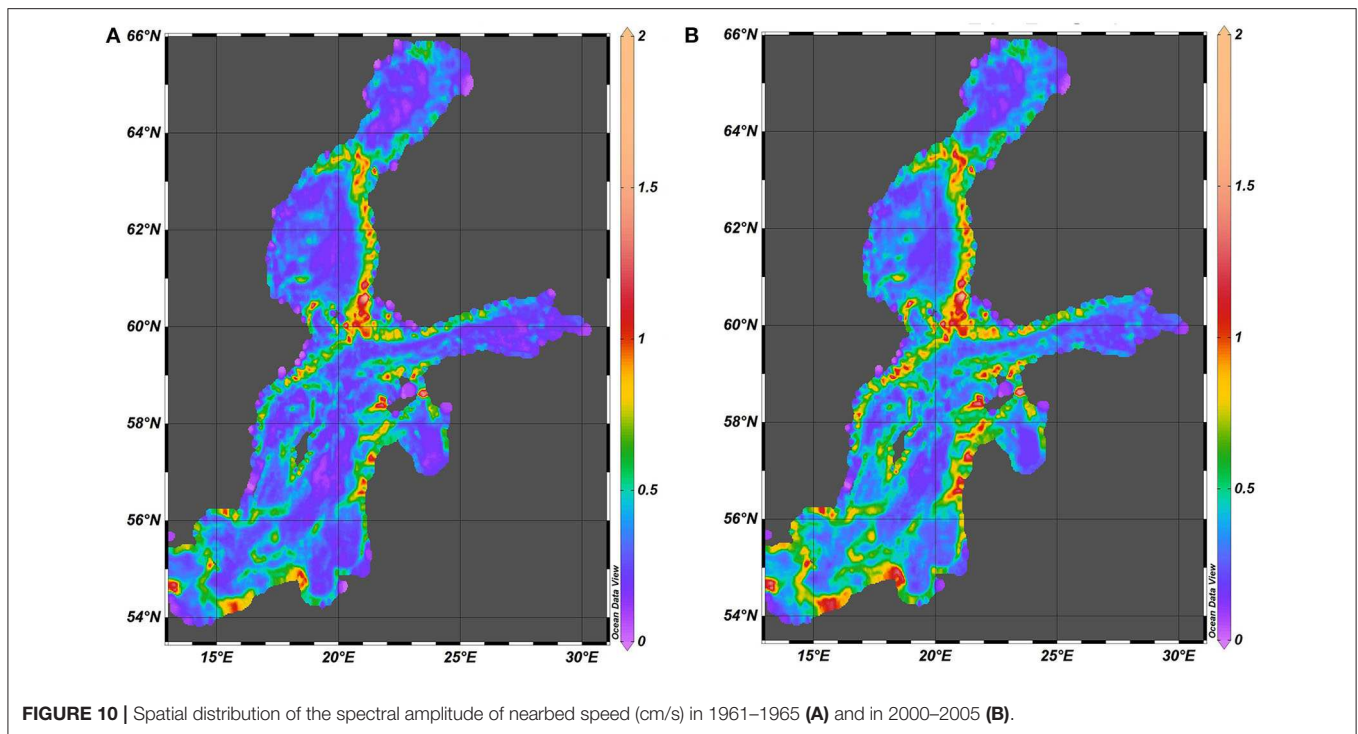 A
66°N
64°N
62°N
60°N
58°N
56°N
54°N
15°E 20°E 25°E 30°E
2
1.5
1
0.5
0
Ocean Data View
B
66°N
64°N
62°N
60°N
58°N
56°N
54°N
15°E 20°E 25°E 30°E
2
1.5
1
0.5
0
Ocean Data View
FIGURE 10 | Spatial distribution of the spectral amplitude of nearbed speed (cm/s) in 1961–1965 (A) and in 2000–2005 (B).